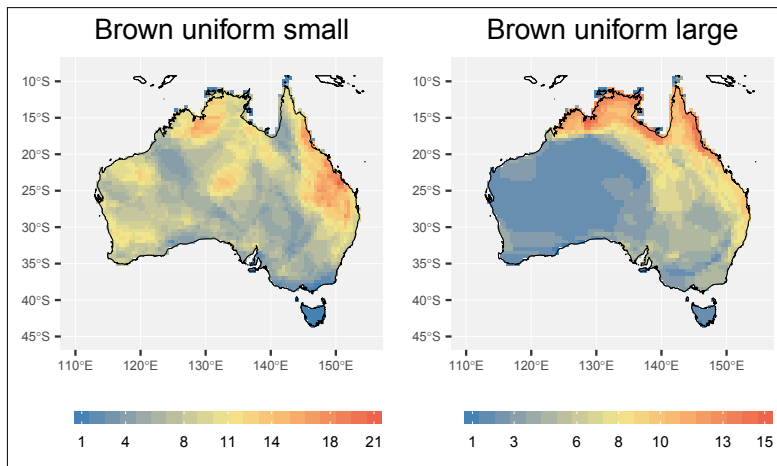 Brown uniform small
Brown uniform large
10°S
15°S
20°S
25°S
30°S
35°S
40°S
45°S
110°E 120°E 130°E 140°E 150°E
10°S
15°S
20°S
25°S
30°S
35°S
40°S
45°S
110°E 120°E 130°E 140°E 150°E
1 4 8 11 14 18 21
1 3 6 8 10 13 15